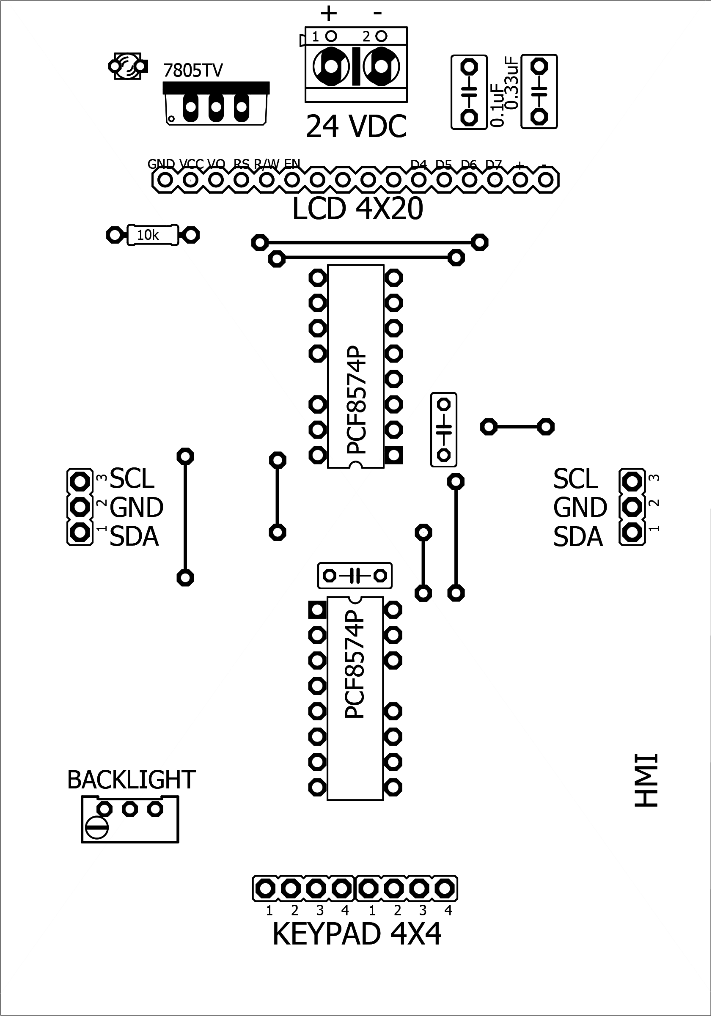 + -
1 2
7805TV
24 VDC
0.1uF
0.33uF
GND VCC VO RS R/W EN D4 D5 D6 D7 + -
LCD 4X20
10k
PCF8574P
3 SCL
2 GND
1 SDA
SCL 3
GND 2
SDA 1
PCF8574P
HMI
BACKLIGHT
1 2 3 4 1 2 3 4
KEYPAD 4X4